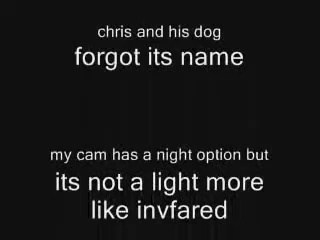 chris and his dog
forgot its name
my cam has a night option but
its not a light more
like invfared